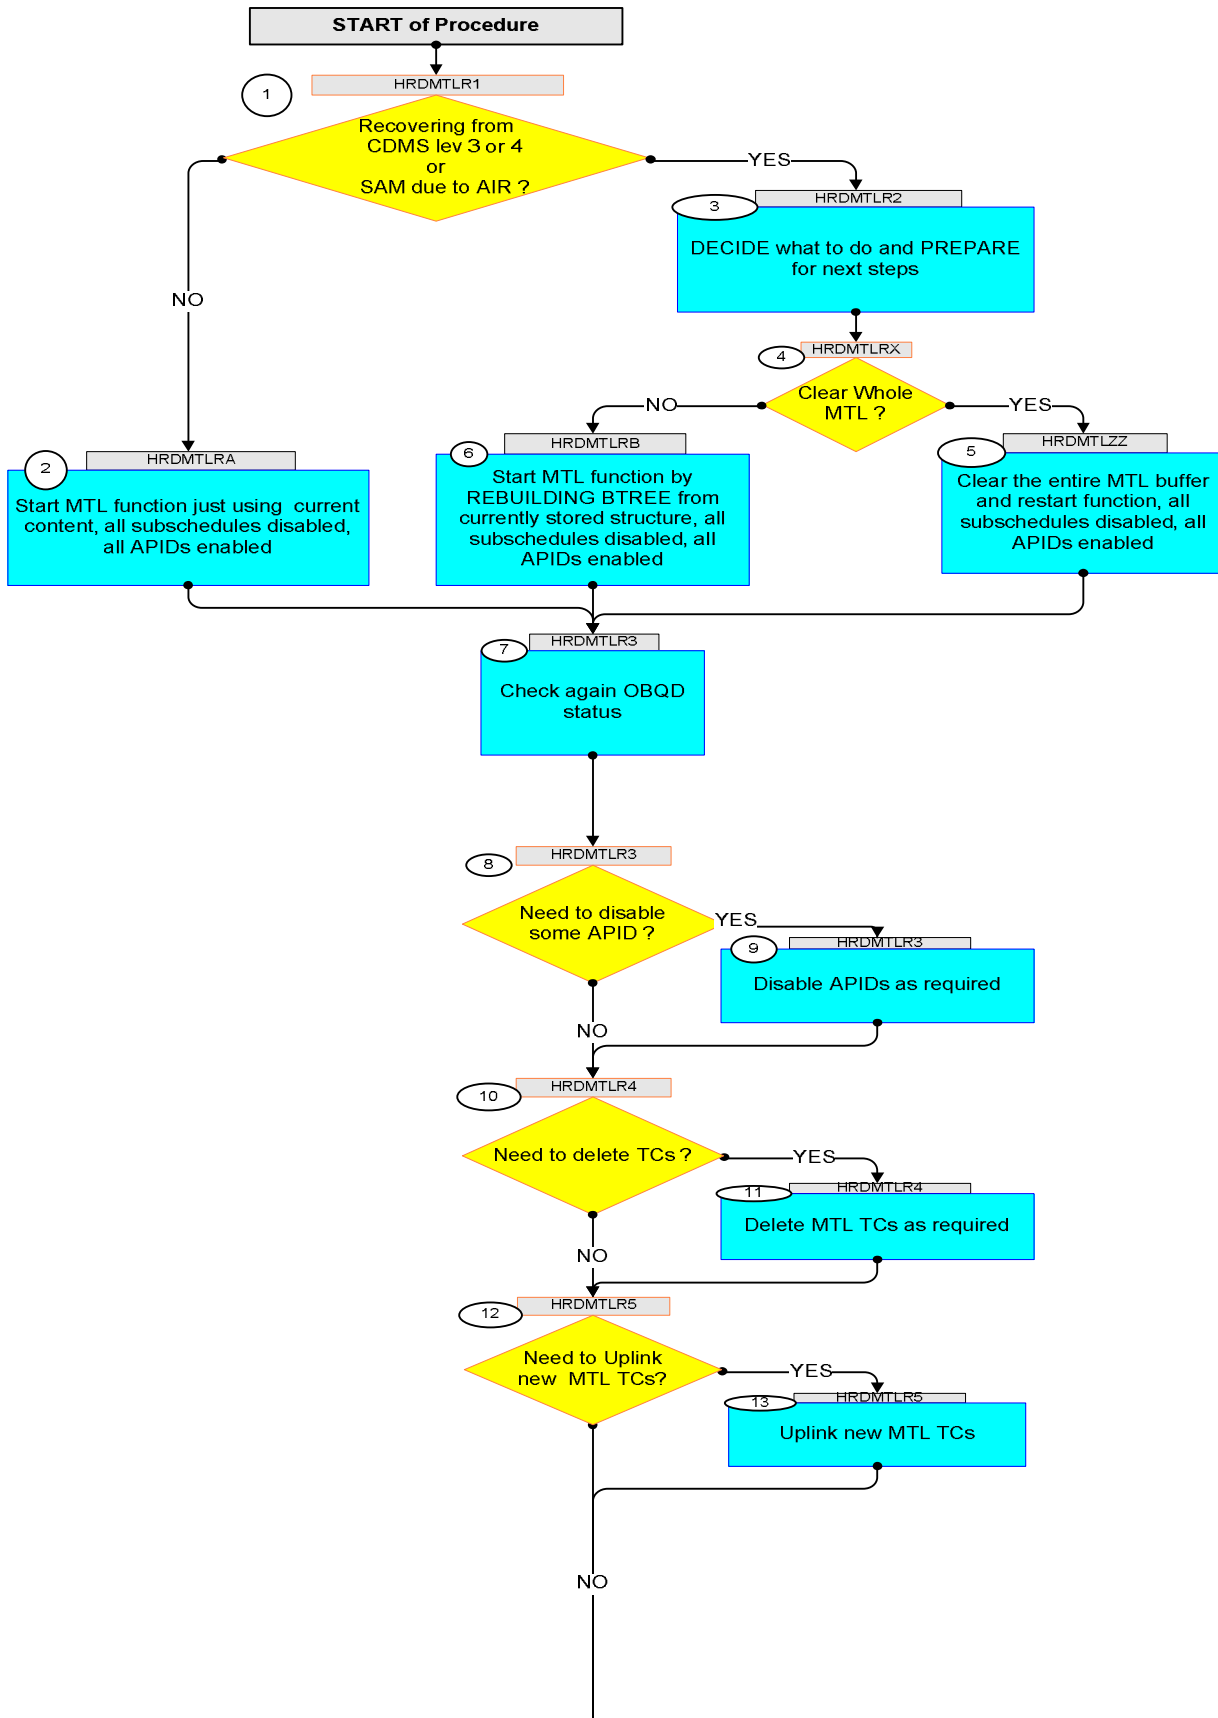 START of Procedure
HRDMTLR1
1
Recovering from
CDMS lev 3 or 4
or
SAM due to AIR ?
YES
NO
HRDMTLR2
3
DECIDE what to do and PREPARE
for next steps
HRDMTLRX
4
Clear Whole
MTL ?
NO
YES
HRDMTLRA
2
Start MTL function just using current
content, all subschedules disabled,
all APIDs enabled
HRDMTLRB
6
Start MTL function by
REBUILDING BTREE from
currently stored structure, all
subschedules disabled, all
APIDs enabled
HRDMTLZZ
5
Clear the entire MTL buffer
and restart function, all
subschedules disabled, all
APIDs enabled
HRDMTLR3
7
Check again OBQD
status
HRDMTLR3
8
Need to disable
some APID ?
YES
HRDMTLR3
9
Disable APIDs as required
NO
HRDMTLR4
10
Need to delete TCs ?
YES
HRDMTLR4
11
Delete MTL TCs as required
NO
HRDMTLR5
12
Need to Uplink
new MTL TCs?
YES
HRDMTLR5
13
Uplink new MTL TCs
NO